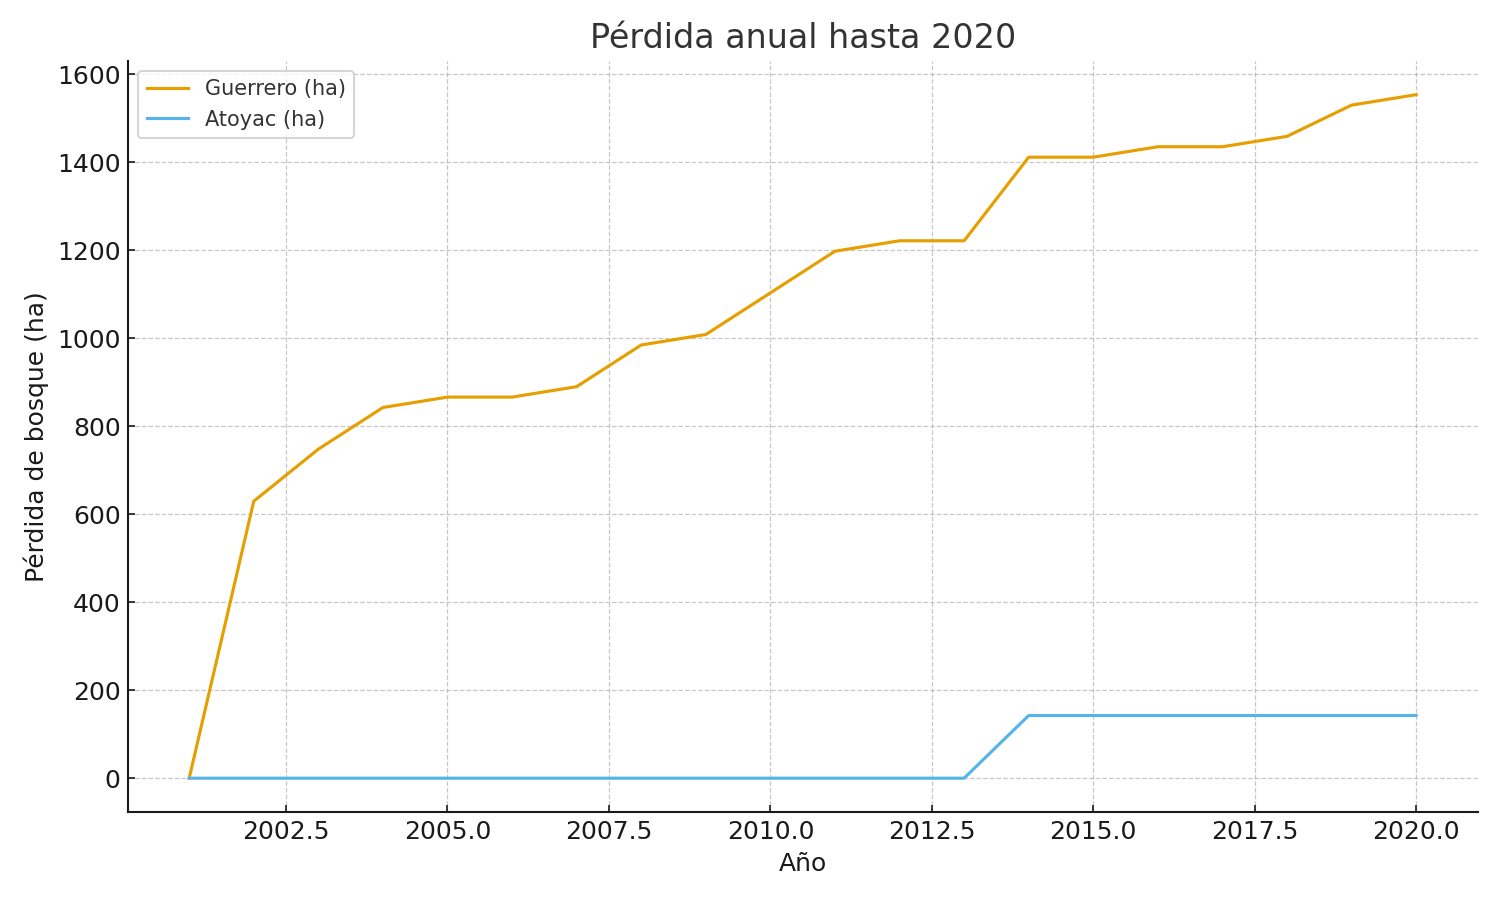 Pérdida anual hasta 2020
Guerrero (ha)
Atoyac (ha)
Pérdida de bosque (ha)
1600
1400
1200
1000
800
600
400
200
0
2002.5 2005.0 2007.5 2010.0 2012.5 2015.0 2017.5 2020.0
Año